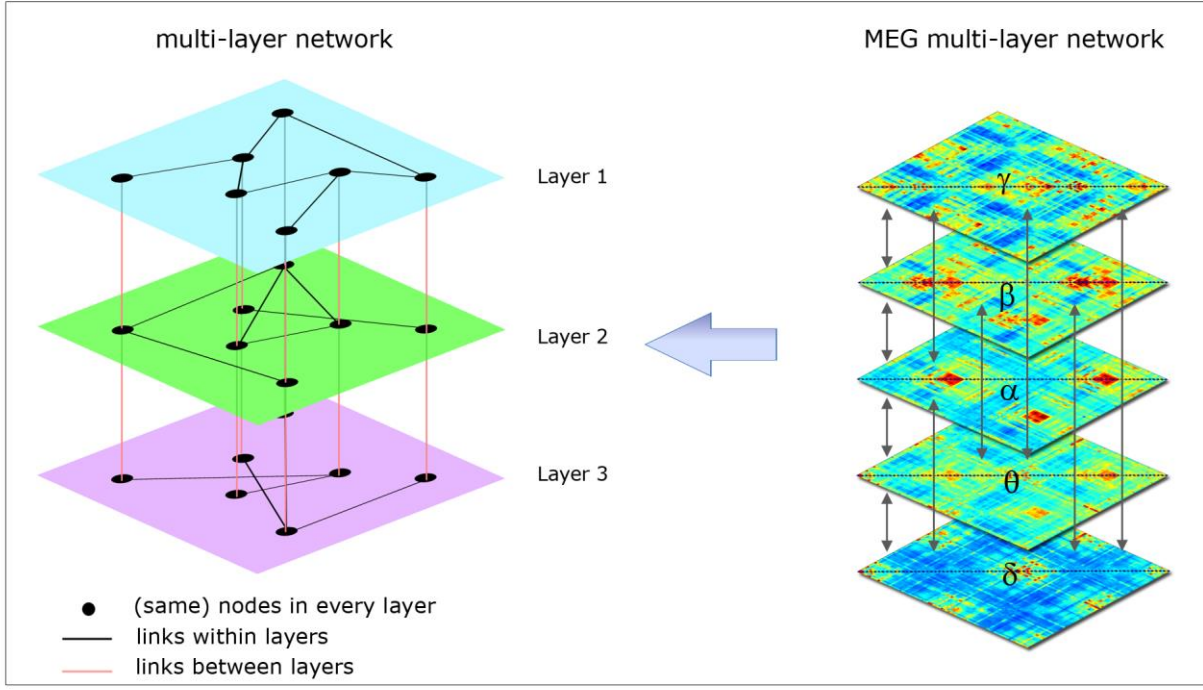 multi-layer network
Layer 1
Layer 2
Layer 3
(same) nodes in every layer
links within layers
links between layers
MEG multi-layer network
γ
β
α
θ
δ